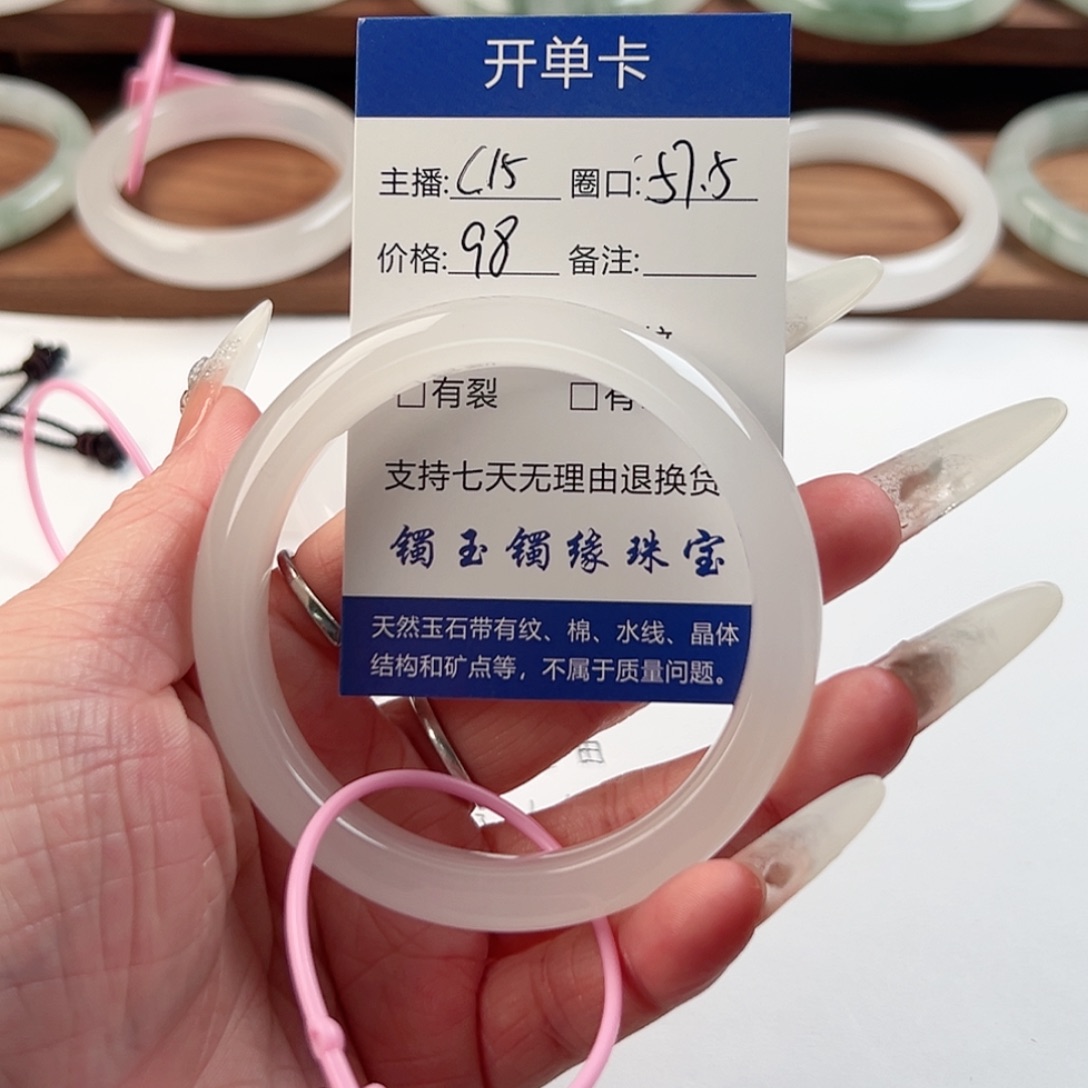 开单卡
主播: C15 圈口: 57.5
价格: 98 备注:
□有裂 □有
支持七天无理由退换货
镯玉镯缘珠宝
天然玉石带有纹、棉、水线、晶体
结构和矿点等，不属于质量问题。